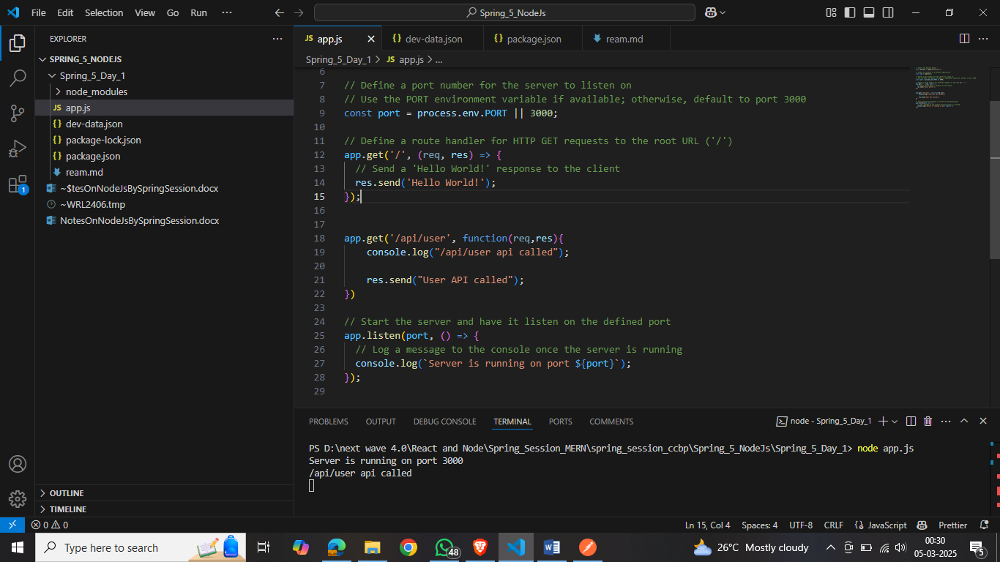 File Edit Selection View Go Run ···
Spring_5_NodeJs
EXPLORER
SPRING_5_NODEJS
Spring_5_Day_1
node_modules
JS app.js
{} dev-data.json
{} package-lock.json
{} package.json
ream.md
~$tesOnNodeJsBySpringSession.docx
~WRL2406.tmp
NotesOnNodeJsBySpringSession.docx
1
OUTLINE
TIMELINE
JS app.js {} dev-data.json {} package.json ream.md
Spring_5_Day_1 > JS app.js > ...
6
7 // Define a port number for the server to listen on
8 // Use the PORT environment variable if available; otherwise, default to port 3000
9 const port = process.env.PORT || 3000;
10
11 // Define a route handler for HTTP GET requests to the root URL ('/')
12 app.get('/', (req, res) => {
13 // Send a 'Hello World!' response to the client
14 res.send('Hello World!');
15 });
16
17
18 app.get('/api/user', function(req,res){
19 console.log("/api/user api called");
20
21 res.send("User API called");
22 })
23
24 // Start the server and have it listen on the defined port
25 app.listen(port, () => {
26 // Log a message to the console once the server is running
27 console.log(`Server is running on port ${port}`);
28 });
29
PROBLEMS OUTPUT DEBUG CONSOLE TERMINAL PORTS COMMENTS
node - Spring_5_Day_1
PS D:\next wave 4.0\React and Node\Spring_Session_MERN\spring_session_ccbp\Spring_5_NodeJs\Spring_5_Day_1> node app.js
Server is running on port 3000
/api/user api called
0 0
Ln 15, Col 4 Spaces: 4 UTF-8 CRLF {} JavaScript Prettier
Type here to search
48
26°C Mostly cloudy
00:30
05-03-2025
5